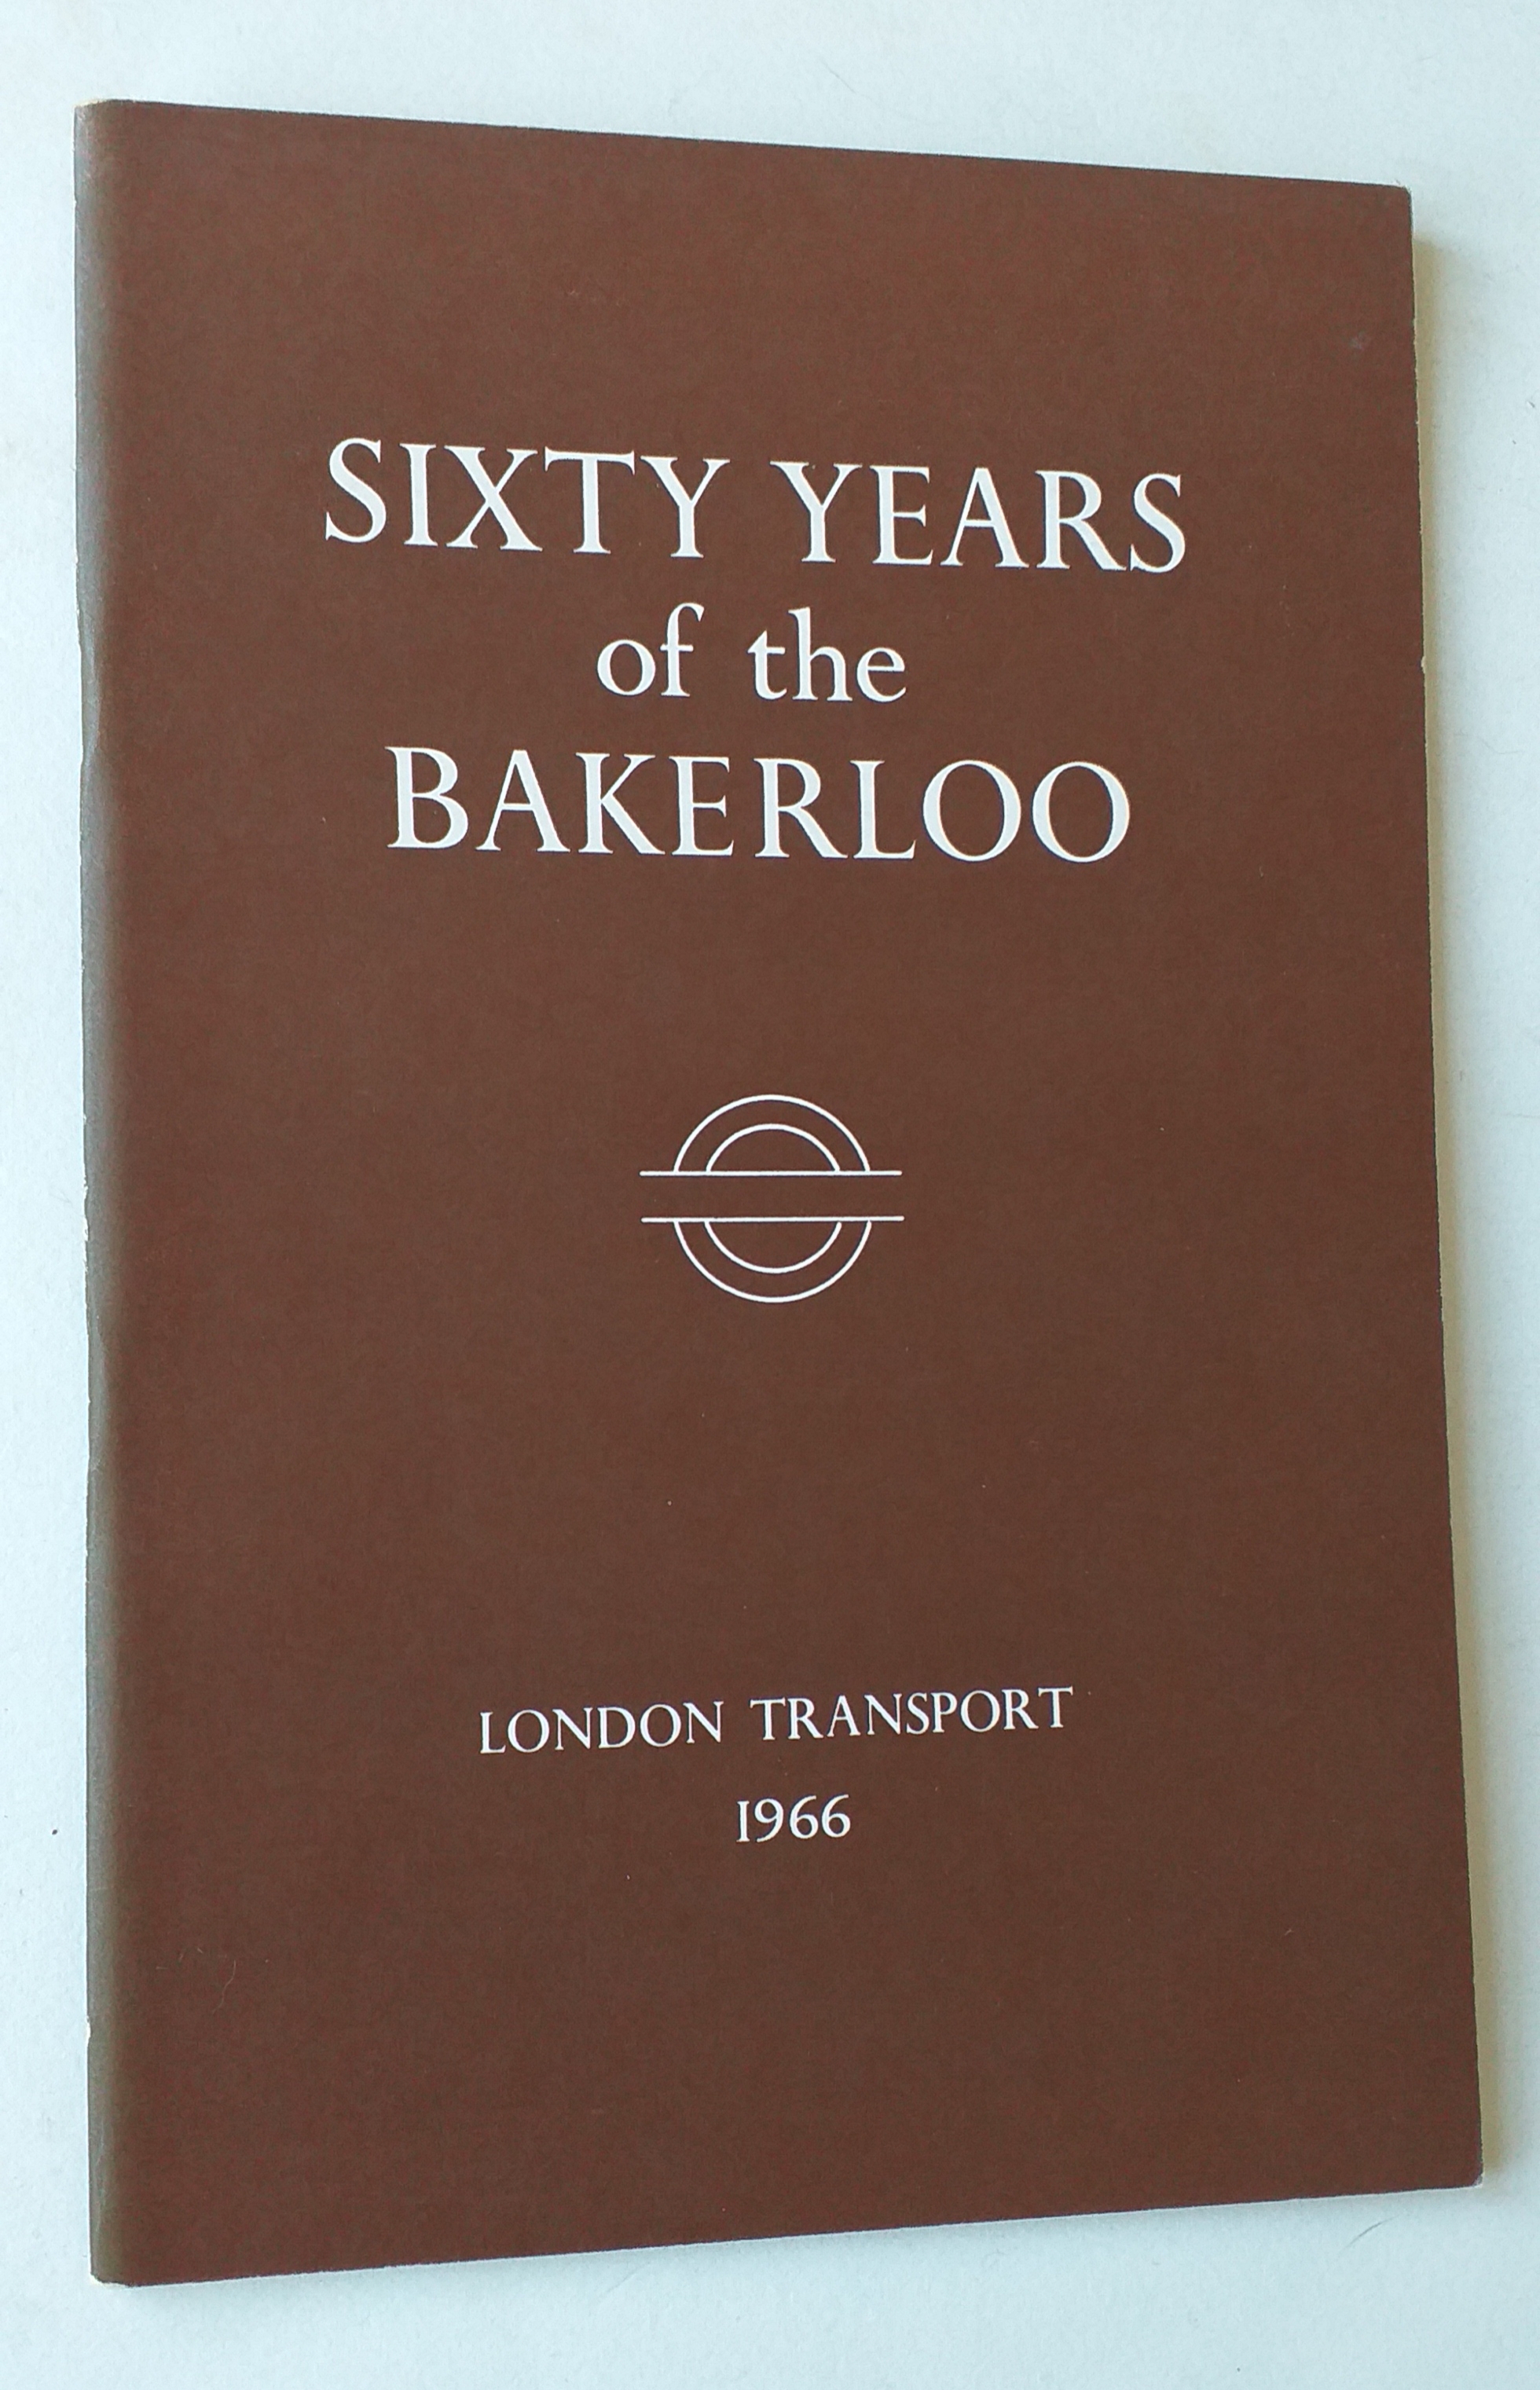 SIXTY YEARS
of the
BAKERLOO
LONDON TRANSPORT
1966